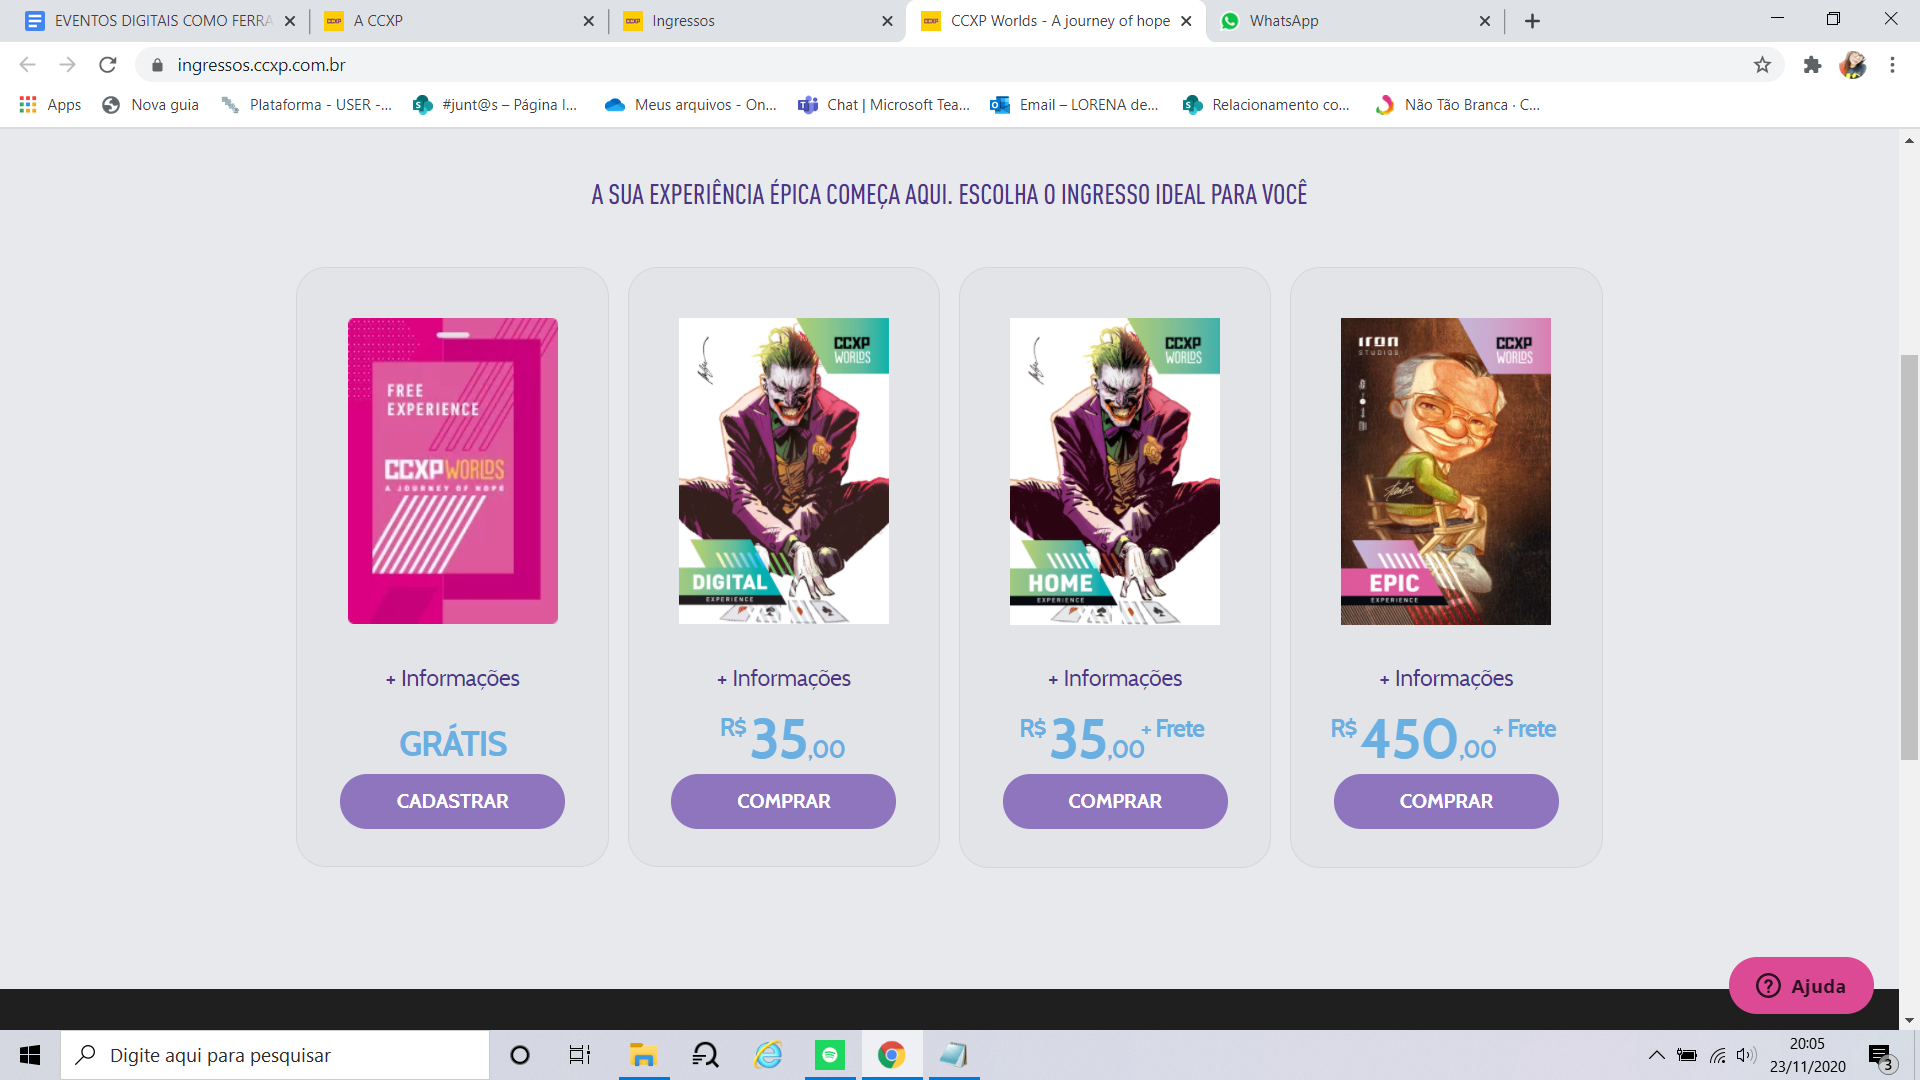 EVENTOS DIGITAIS COMO FERRA
A CCXP
Ingressos
CCXP Worlds - A journey of hope
WhatsApp
ingressos.ccxp.com.br
Apps
Nova guia
Plataforma - USER -...
#junt@s – Página I...
Meus arquivos - On...
Chat | Microsoft Tea...
Email – LORENA de...
Relacionamento co...
Não Tão Branca · C...
A SUA EXPERIÊNCIA ÉPICA COMEÇA AQUI. ESCOLHA O INGRESSO IDEAL PARA VOCÊ
FREE
EXPERIENCE
CCXP WORLDS
A JOURNEY OF HOPE
+ Informações
GRÁTIS
CADASTRAR
CCXP
WORLDS
DIGITAL
EXPERIENCE
+ Informações
R$ 35,00
COMPRAR
CCXP
WORLDS
HOME
EXPERIENCE
+ Informações
R$ 35,00 + Frete
COMPRAR
IRON
STUDIOS
CCXP
WORLDS
EPIC
EXPERIENCE
+ Informações
R$ 450,00 + Frete
COMPRAR
Ajuda
Digite aqui para pesquisar
20:05
23/11/2020
3